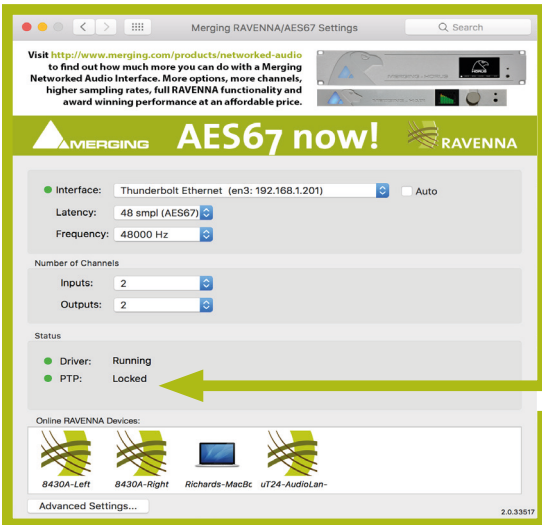 Merging RAVENNA/AES67 Settings
Search
Visit http://www.merging.com/products/networked-audio
to find out how much more you can do with a Merging
Networked Audio Interface. More options, more channels,
higher sampling rates, full RAVENNA functionality and
award winning performance at an affordable price.
MERGING
AES67 now!
RAVENNA
Interface: Thunderbolt Ethernet (en3: 192.168.1.201) Auto
Latency: 48 smpl (AES67)
Frequency: 48000 Hz
Number of Channels
Inputs: 2
Outputs: 2
Status
Driver: Running
PTP: Locked
Online RAVENNA Devices:
8430A-Left 8430A-Right Richards-MacBc uT24-AudioLan-
Advanced Settings...
2.0.33517